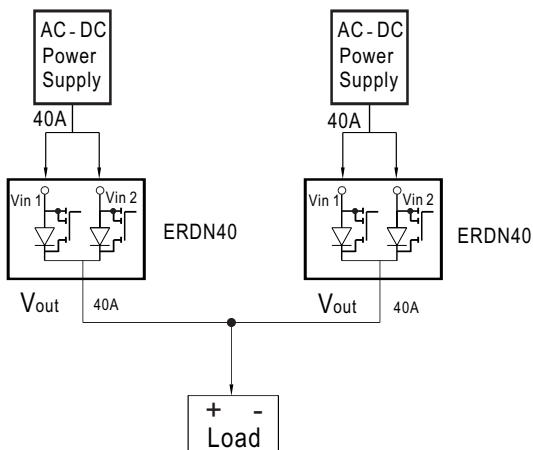 AC - DC
Power
Supply
AC - DC
Power
Supply
40A
40A
Vin 1
Vin 2
ERDN40
Vin 1
Vin 2
ERDN40
Vout
40A
Vout
40A
+ -
Load